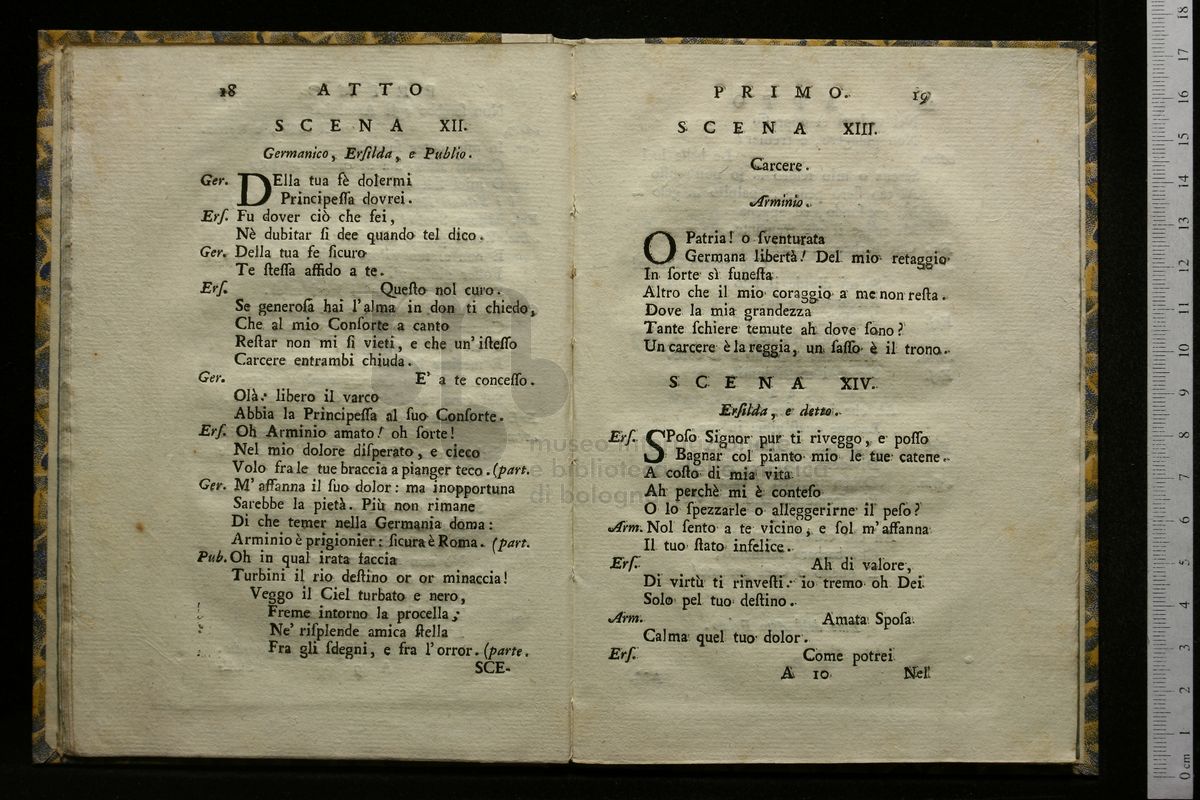 18 ATTO
SCENA XII.
Germanico, Erſilda, e Publio.
Ger. DElla tua fè dolermi
Principeſſa dovrei.
Erſ. Fu dover ciò che fei,
Nè dubitar ſi dee quando tel dico.
Ger. Della tua fe ſicuro
Te ſteſſa affido a te.
Erſ. Queſto nol curo.
Se generoſa hai l'alma in don ti chiedo,
Che al mio Conſorte a canto
Reſtar non mi ſi vieti, e che un' iſteſſo
Carcere entrambi chiuda.
Ger. E' a te conceſſo.
Olà: libero il varco
Abbia la Principeſſa al ſuo Conſorte.
Erſ. Oh Arminio amato! oh ſorte!
Nel mio dolore diſperato, e cieco
Volo fra le tue braccia a pianger teco. (part.
Ger. M' affanna il ſuo dolor: ma inopportuna
Sarebbe la pietà. Più non rimane
Di che temer nella Germania doma:
Arminio è prigionier: ſicura è Roma. (part.
Pub. Oh in qual irata faccia
Turbini il rio deſtino or or minaccia!
Veggo il Ciel turbato e nero,
Freme intorno la procella;
Ne' riſplende amica ſtella
Fra gli ſdegni, e fra l'orror. (parte.
SCE-
PRIMO. 19
SCENA XIII.
Carcere.
Arminio.
O Patria! o ſventurata
Germana libertà! Del mio retaggio
In ſorte sì funeſta
Altro che il mio coraggio a me non reſta.
Dove la mia grandezza
Tante ſchiere temute ah dove ſono?
Un carcere è la reggia, un ſaſſo è il trono.
SCENA XIV.
Erſilda, e detto.
Erſ. SPoſo Signor pur ti riveggo, e poſſo
Bagnar col pianto mio le tue catene.
A coſto di mia vita
Ah perchè mi è conteſo
O lo ſpezzarle o alleggerirne il peſo?
Arm. Nol ſento a te vicino, e ſol m' affanna
Il tuo ſtato infelice.
Erſ. Ah di valore,
Di virtù ti rinveſti: io tremo oh Dei
Solo pel tuo deſtino.
Arm. Amata Spoſa
Calma quel tuo dolor.
Erſ. Come potrei
A 10 Nell